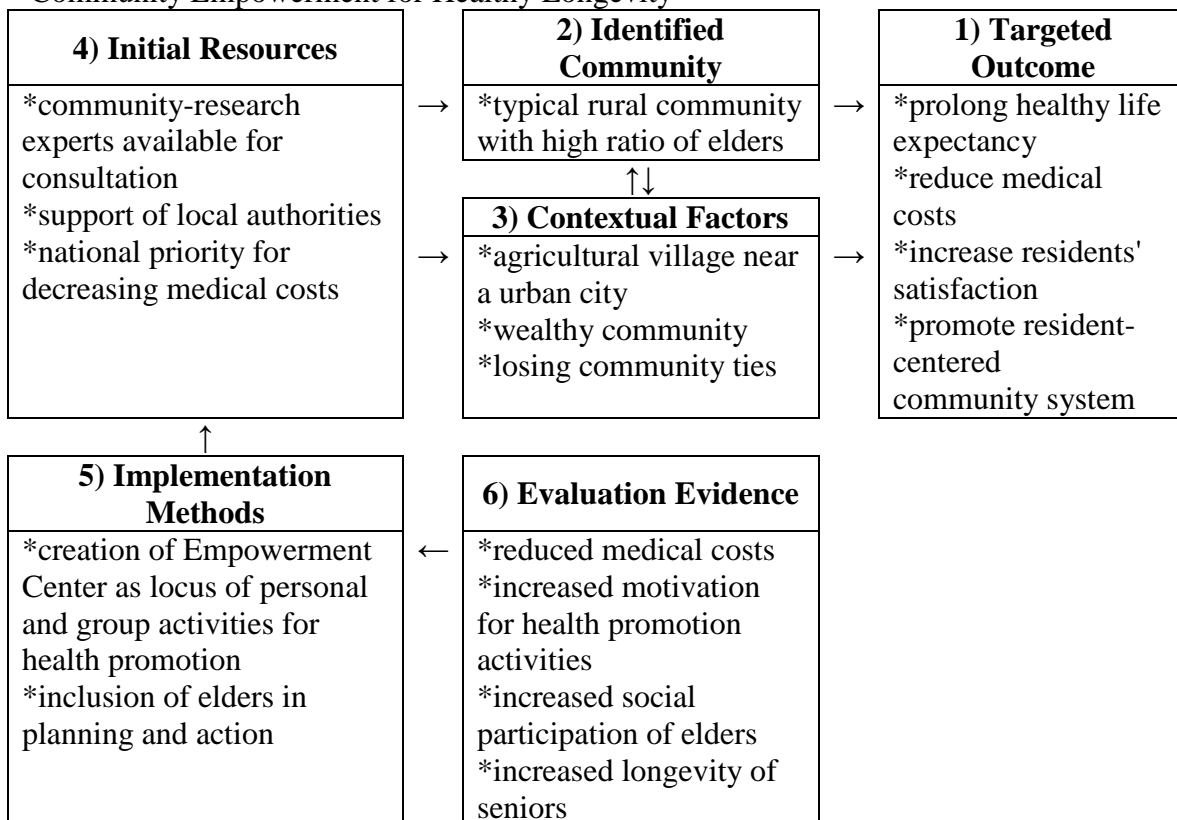 Community Empowerment for Healthy Longevity
4) Initial Resources
*community-research
experts available for
consultation
*support of local authorities
*national priority for
decreasing medical costs
→
→
2) Identified
Community
*typical rural community
with high ratio of elders
↑↓
3) Contextual Factors
*agricultural village near
a urban city
*wealthy community
*losing community ties
→
→
1) Targeted
Outcome
*prolong healthy life
expectancy
*reduce medical
costs
*increase residents'
satisfaction
*promote resident-
centered
community system
↑
5) Implementation
Methods
*creation of Empowerment
Center as locus of personal
and group activities for
health promotion
*inclusion of elders in
planning and action
←
6) Evaluation Evidence
*reduced medical costs
*increased motivation
for health promotion
activities
*increased social
participation of elders
*increased longevity of
seniors